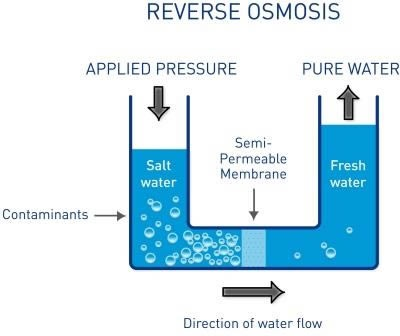 REVERSE OSMOSIS
APPLIED PRESSURE
PURE WATER
Salt
water
Semi-
Permeable
Membrane
Fresh
water
Contaminants
Direction of water flow